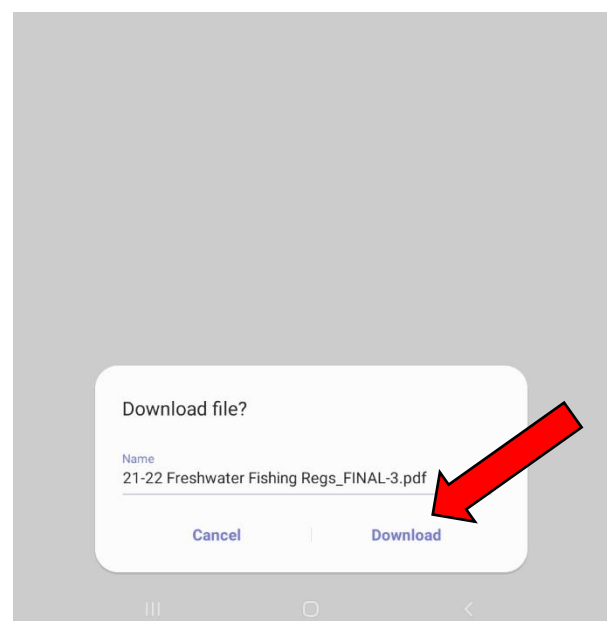 Download file?
Name
21-22 Freshwater Fishing Regs_FINAL-3.pdf
Cancel
Download